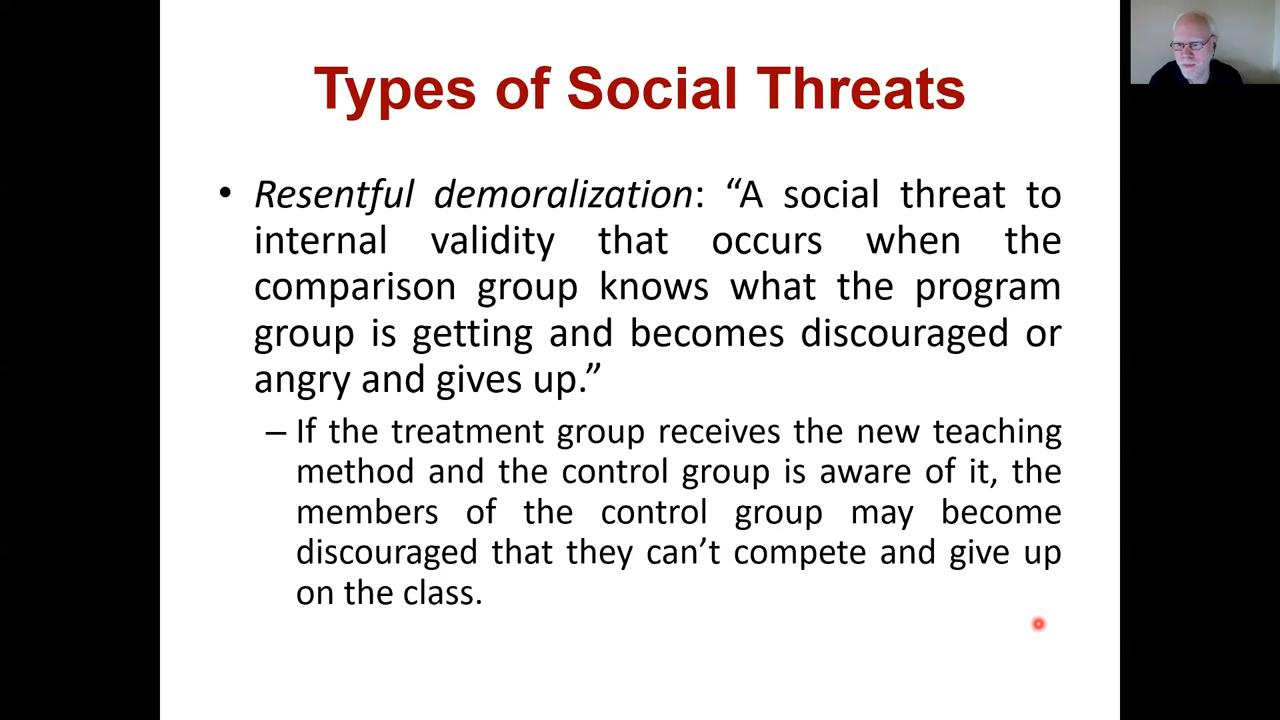 Types of Social Threats
• Resentful demoralization: “A social threat to
internal validity that occurs when the
comparison group knows what the program
group is getting and becomes discouraged or
angry and gives up.”
– If the treatment group receives the new teaching
method and the control group is aware of it, the
members of the control group may become
discouraged that they can’t compete and give up
on the class.